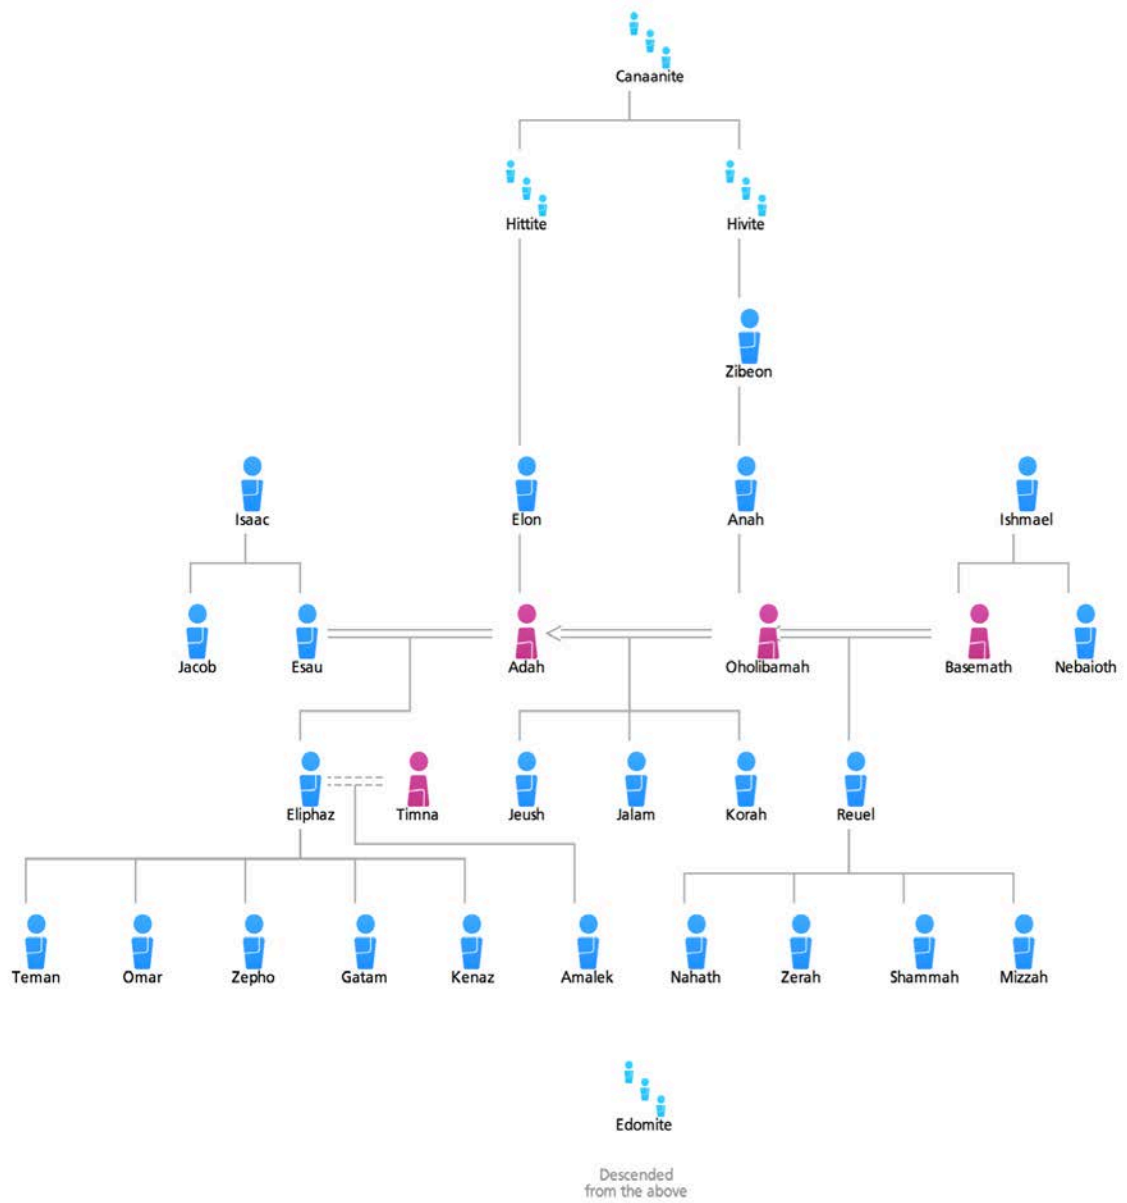 Canaanite
Hittite
Hivite
Zibeon
Isaac
Elon
Anah
Ishmael
Jacob
Esau
Adah
Oholibamah
Basemath
Nebaioth
Eliphaz
Timna
Jeush
Jalam
Korah
Reuel
Teman
Omar
Zepho
Gatam
Kenaz
Amalek
Nahath
Zerah
Shammah
Mizzah
Edomite
Descended
from the above